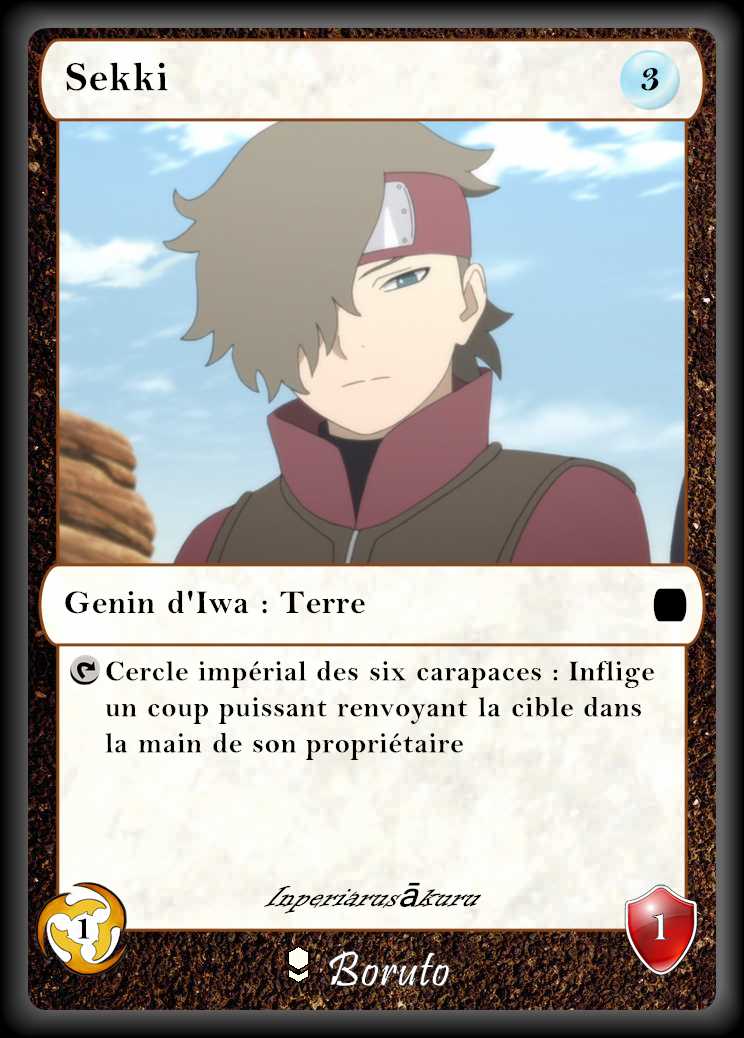 Sekki
3
Genin d'Iwa : Terre
Cercle impérial des six carapaces : Inflige
un coup puissant renvoyant la cible dans
la main de son propriétaire
Inperiarusākuru
1
1
Boruto